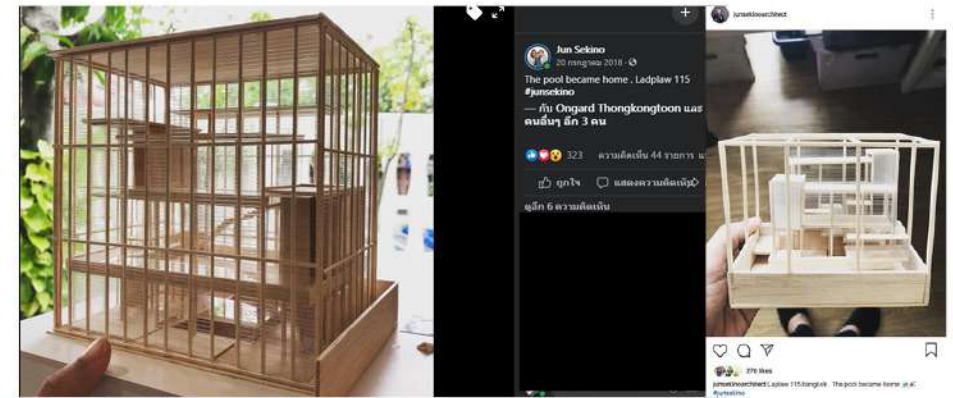 Jun Sekino
20 กรกฎาคม 2018
The pool became home . Ladplaw 115
#junsekino
— กับ Ongard Thongkongtoon และ
คนอื่นๆ อีก 3 คน
323 ความคิดเห็น 44 รายการ
ถูกใจ แสดงความคิดเห็น
ดูอีก 6 ความคิดเห็น
junsekinoarchitect
276 likes
junsekinoarchitect Laplaw 115.bangkok . The pool became home
#junsekino